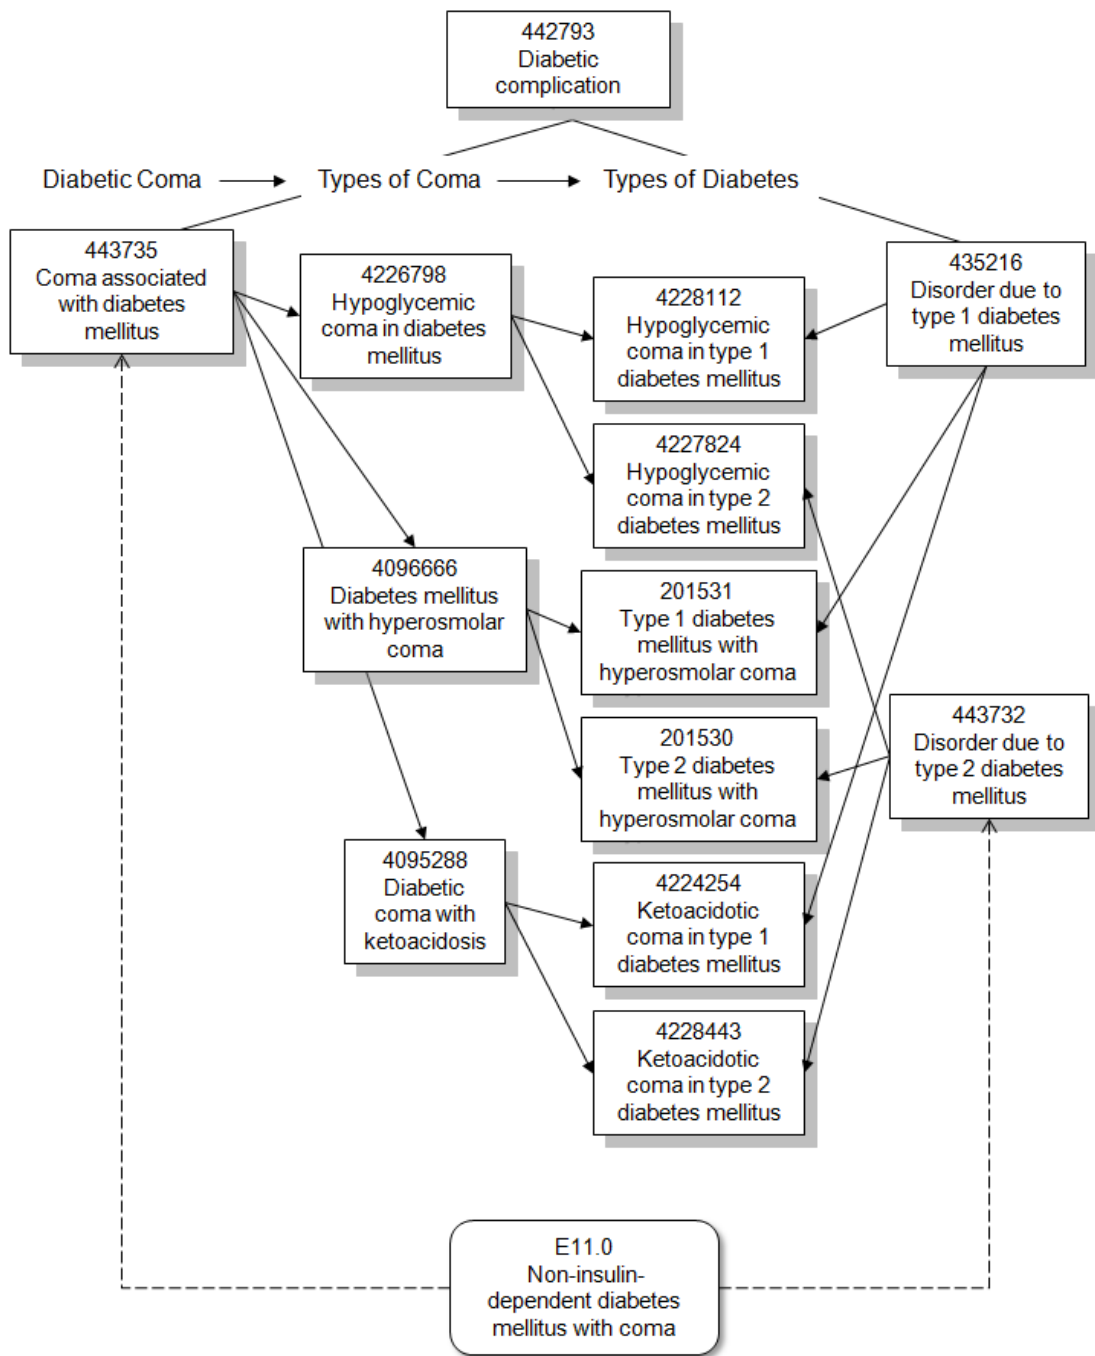 442793
Diabetic
complication
Diabetic Coma
Types of Coma
Types of Diabetes
443735
Coma associated
with diabetes
mellitus
4226798
Hypoglycemic
coma in diabetes
mellitus
4228112
Hypoglycemic
coma in type 1
diabetes mellitus
435216
Disorder due to
type 1 diabetes
mellitus
4227824
Hypoglycemic
coma in type 2
diabetes mellitus
4096666
Diabetes mellitus
with hyperosmolar
coma
201531
Type 1 diabetes
mellitus with
hyperosmolar coma
201530
Type 2 diabetes
mellitus with
hyperosmolar coma
443732
Disorder due to
type 2 diabetes
mellitus
4095288
Diabetic
coma with
ketoacidosis
4224254
Ketoacidotic
coma in type 1
diabetes mellitus
4228443
Ketoacidotic
coma in type 2
diabetes mellitus
E11.0
Non-insulin-
dependent diabetes
mellitus with coma